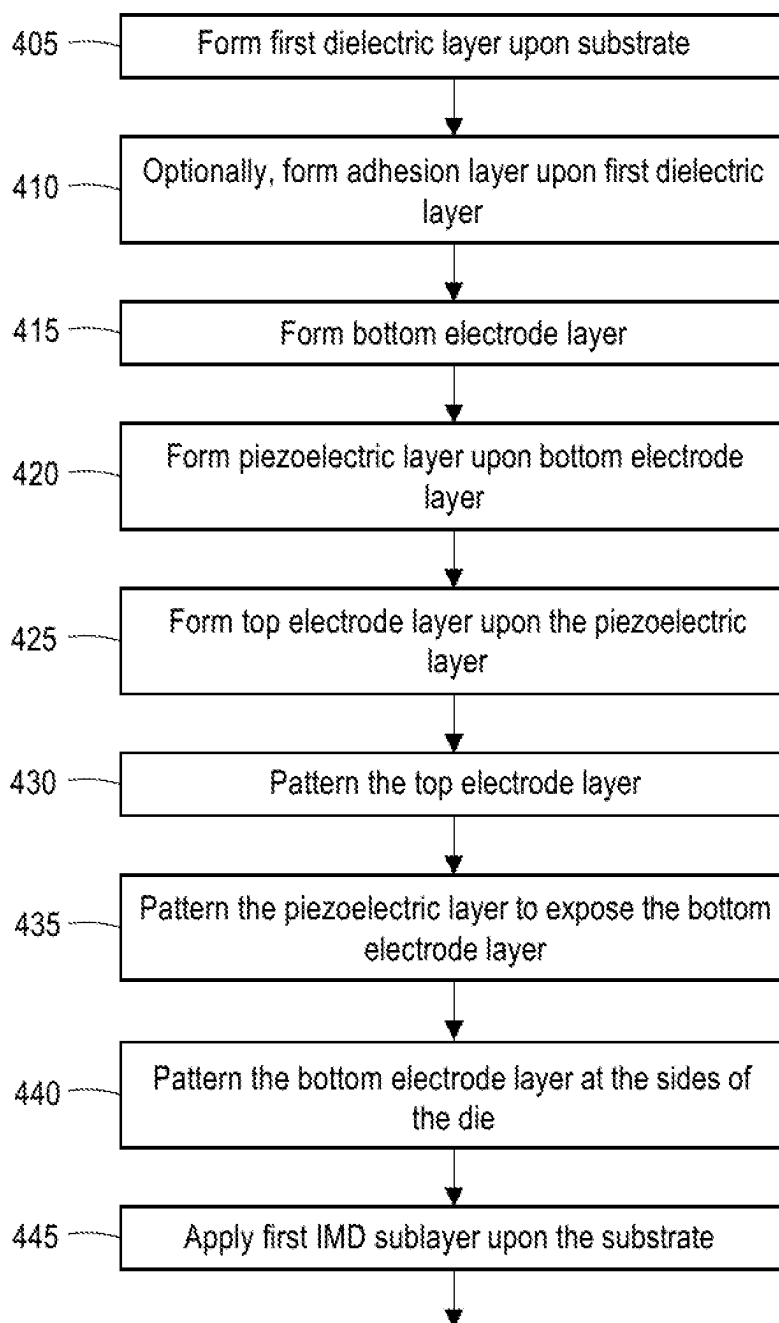 405
Form first dielectric layer upon substrate
410
Optionally, form adhesion layer upon first dielectric
layer
415
Form bottom electrode layer
420
Form piezoelectric layer upon bottom electrode
layer
425
Form top electrode layer upon the piezoelectric
layer
430
Pattern the top electrode layer
435
Pattern the piezoelectric layer to expose the bottom
electrode layer
440
Pattern the bottom electrode layer at the sides of
the die
445
Apply first IMD sublayer upon the substrate